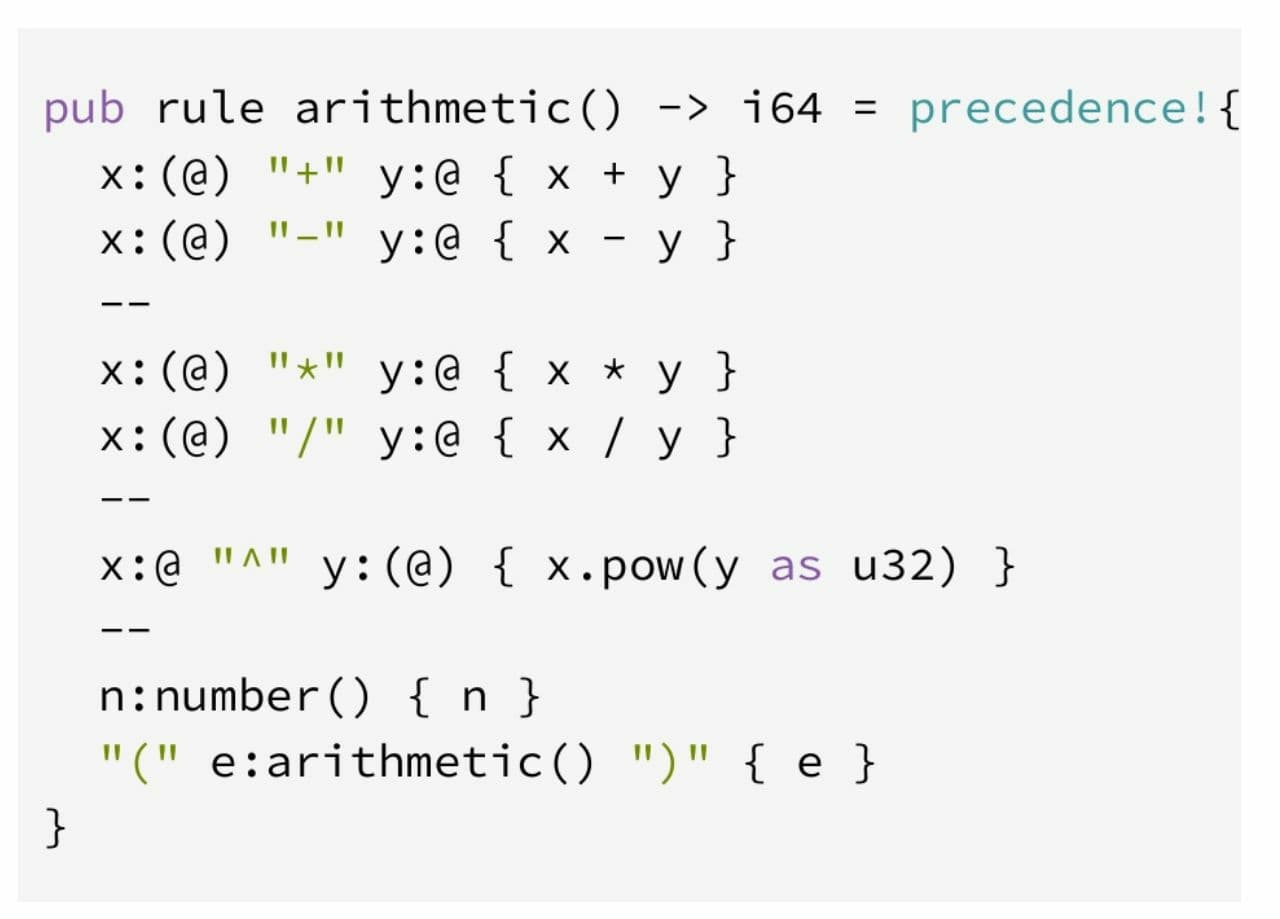 pub rule arithmetic() -> i64 = precedence!{
  x:(@) "+" y:@ { x + y }
  x:(@) "-" y:@ { x - y }
  --
  x:(@) "*" y:@ { x * y }
  x:(@) "/" y:@ { x / y }
  --
  x:@ "^" y:(@) { x.pow(y as u32) }
  --
  n:number() { n }
  "(" e:arithmetic() ")" { e }
}